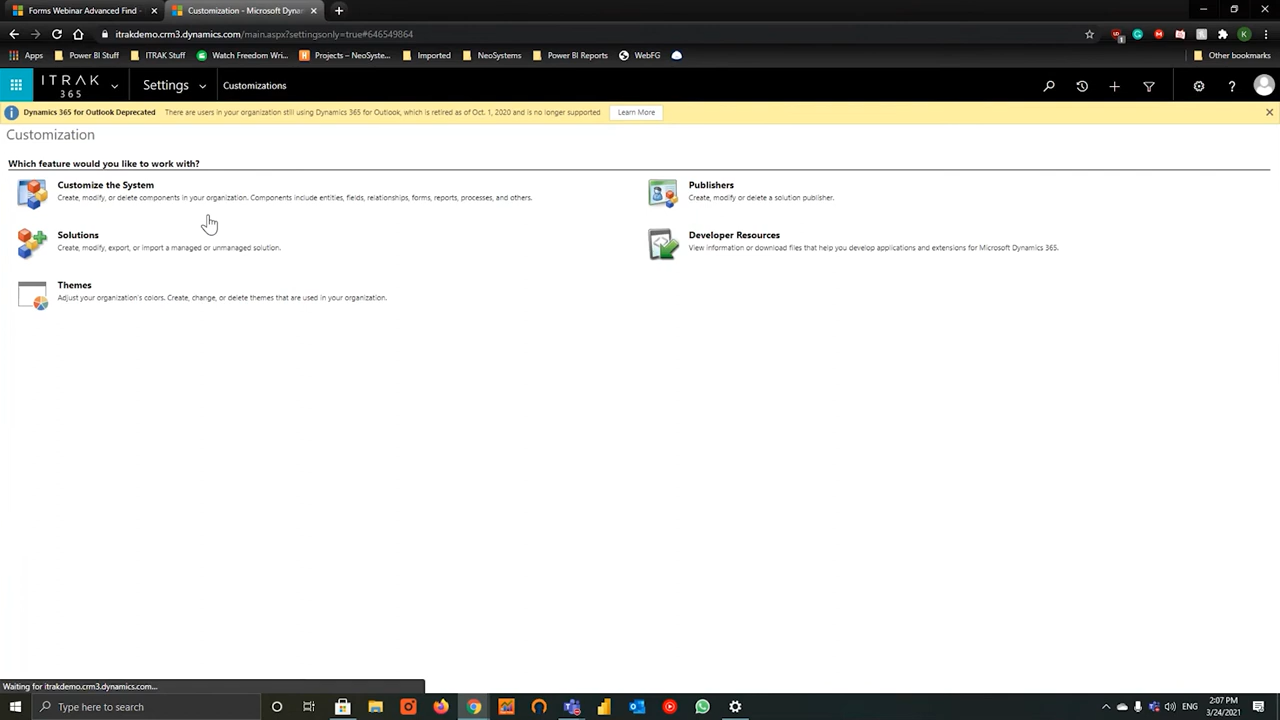 Forms Webinar Advanced Find -
Customization - Microsoft Dynam
itrakdemo.crm3.dynamics.com/main.aspx?settingsonly=true#646549864
Apps Power BI Stuff ITRAK Stuff Watch Freedom Wri... Projects – NeoSyste... Imported NeoSystems Power BI Reports WebFG Other bookmarks
ITRAK 365 Settings Customizations
Dynamics 365 for Outlook Deprecated There are users in your organization still using Dynamics 365 for Outlook, which is retired as of Oct. 1, 2020 and is no longer supported Learn More
Customization
Which feature would you like to work with?
Customize the System
Create, modify, or delete components in your organization. Components include entities, fields, relationships, forms, reports, processes, and others.
Publishers
Create, modify or delete a solution publisher.
Solutions
Create, modify, export, or import a managed or unmanaged solution.
Developer Resources
View information or download files that help you develop applications and extensions for Microsoft Dynamics 365.
Themes
Adjust your organization's colors. Create, change, or delete themes that are used in your organization.
Waiting for itrakdemo.crm3.dynamics.com...
Type here to search
ENG
2:07 PM
3/24/2021